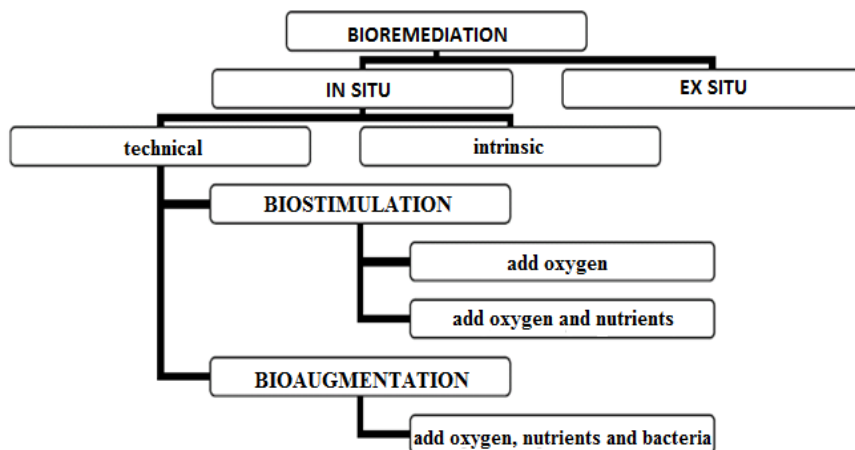 BIOREMEDIATION
IN SITU
EX SITU
technical
intrinsic
BIOSTIMULATION
add oxygen
add oxygen and nutrients
BIOAUGMENTATION
add oxygen, nutrients and bacteria